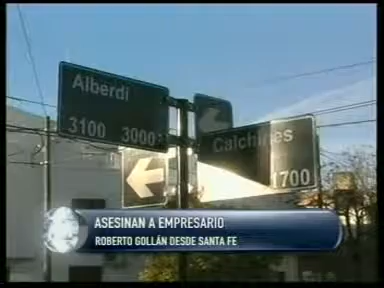 Alberdi
3100 3000
Calchines
1700
ASESINAN A EMPRESARIO
ROBERTO GOLLÁN DESDE SANTA FE